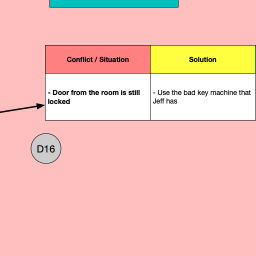 Conflict / Situation
Solution
- Door from the room is still
locked
- Use the bad key machine that
Jeff has
D16